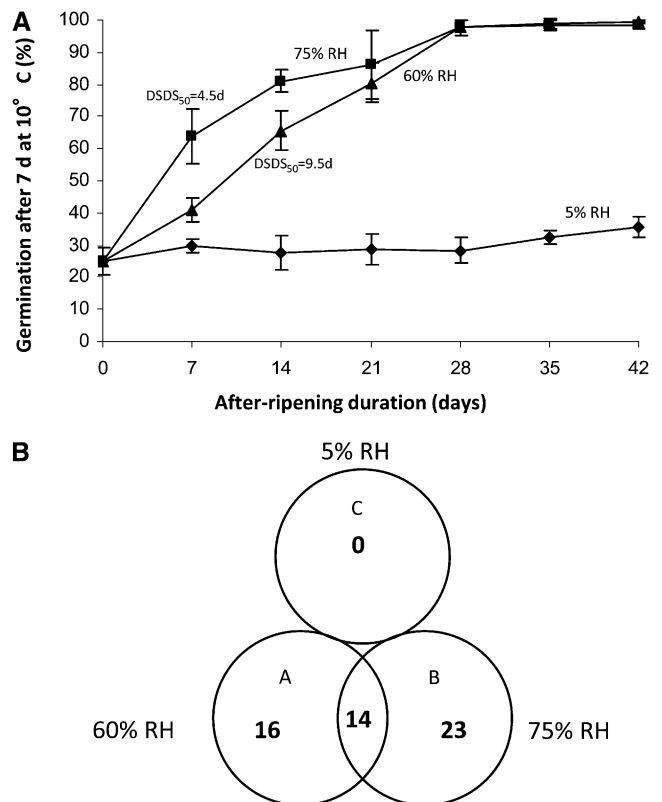 A
Germination after 7 d at 10° C (%)
100
90
80
70
60
50
40
30
20
10
0
75% RH
60% RH
DSDS50=4.5d
DSDS50=9.5d
5% RH
0 7 14 21 28 35 42
After-ripening duration (days)
B
5% RH
C
0
A B
60% RH 16 14 23 75% RH